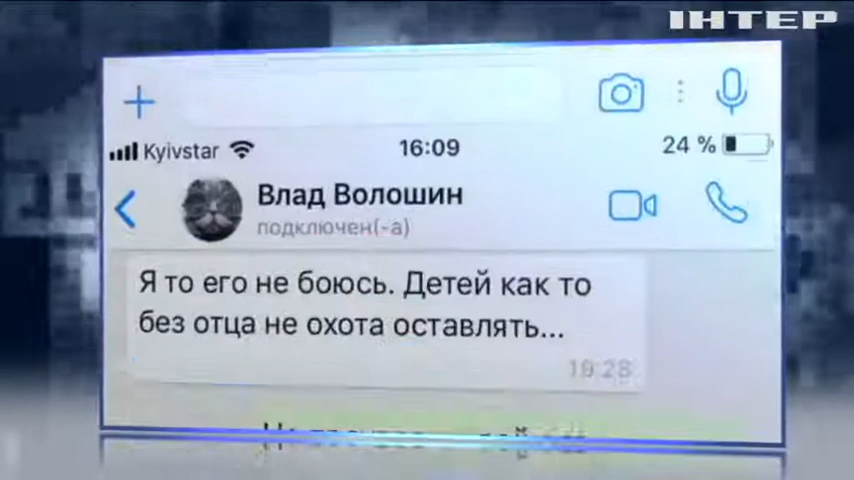 ІНТЕР
Kyivstar 16:09 24 %
Влад Волошин
подключен(-а)
Я то его не боюсь. Детей как то
без отца не охота оставлять...
19:28